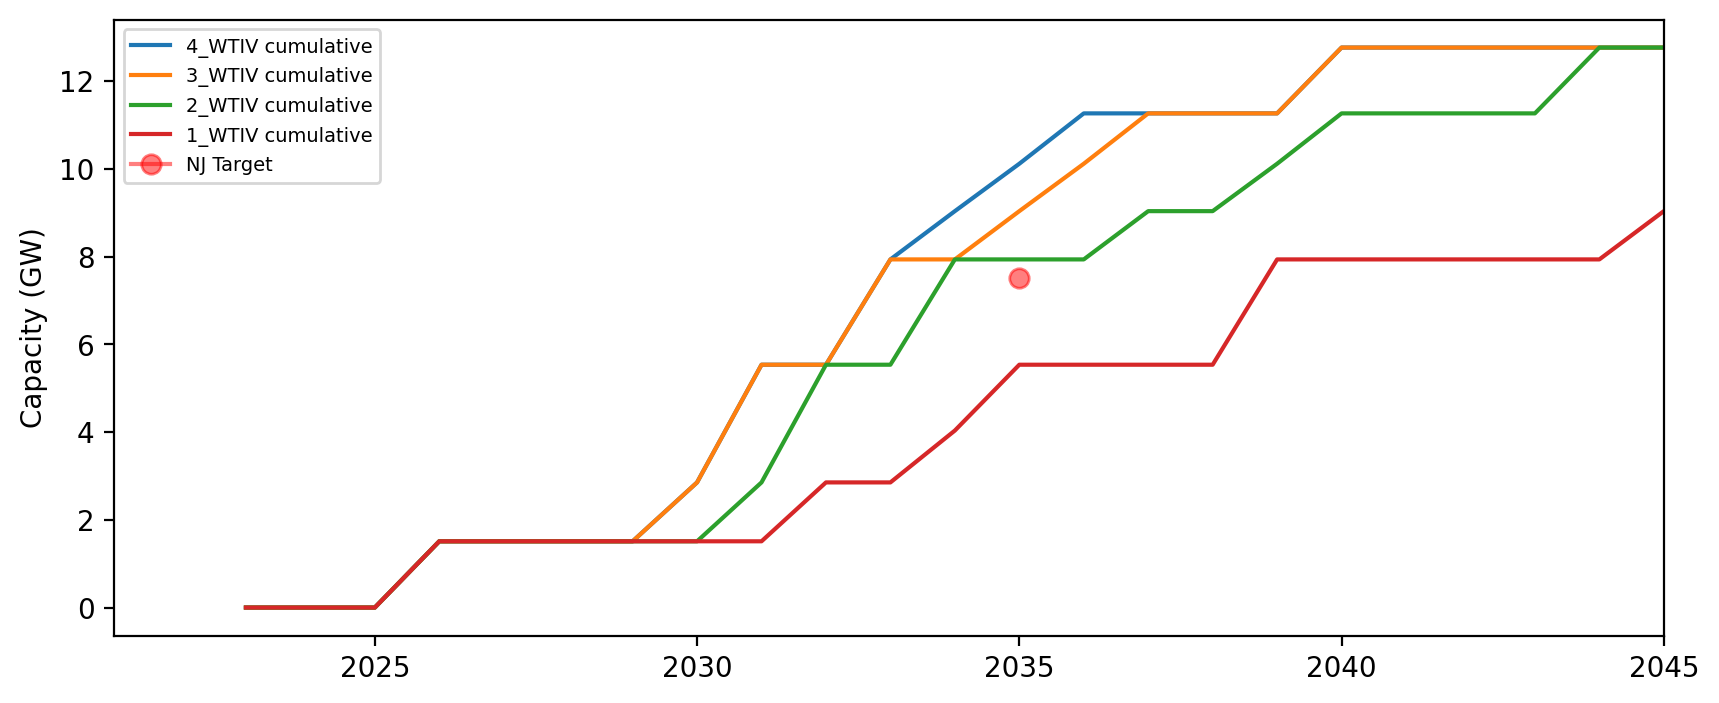 4_WTIV cumulative
3_WTIV cumulative
2_WTIV cumulative
1_WTIV cumulative
NJ Target
Capacity (GW)
12
10
8
6
4
2
0
2025 2030 2035 2040 2045